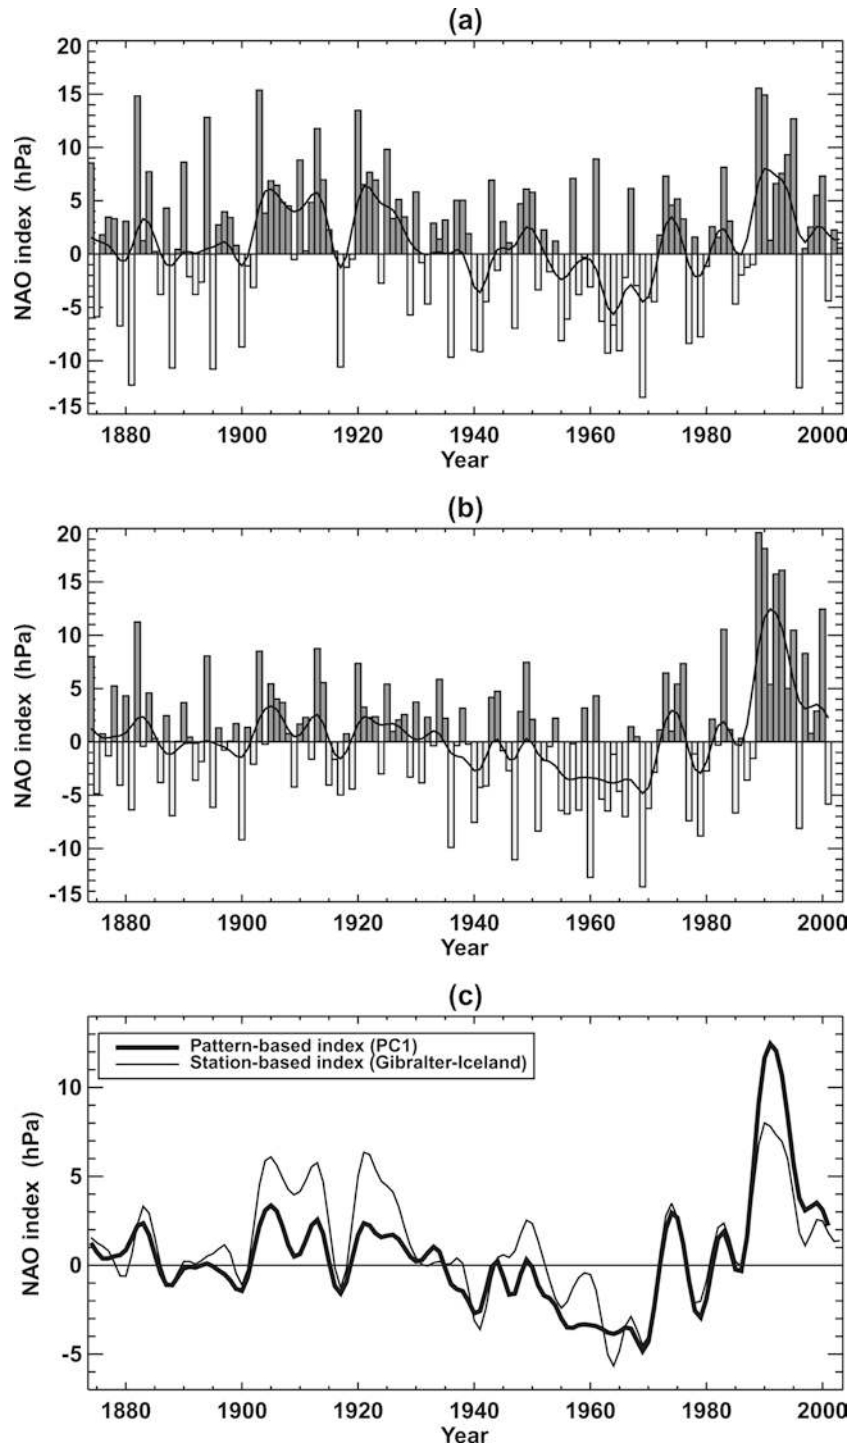 (a)
20
15
10
5
0
-5
-10
-15
NAO index (hPa)
1880 1900 1920 1940 1960 1980 2000
Year
(b)
20
15
10
5
0
-5
-10
-15
NAO index (hPa)
1880 1900 1920 1940 1960 1980 2000
Year
(c)
Pattern-based index (PC1)
Station-based index (Gibralter-Iceland)
10
5
0
-5
NAO index (hPa)
1880 1900 1920 1940 1960 1980 2000
Year